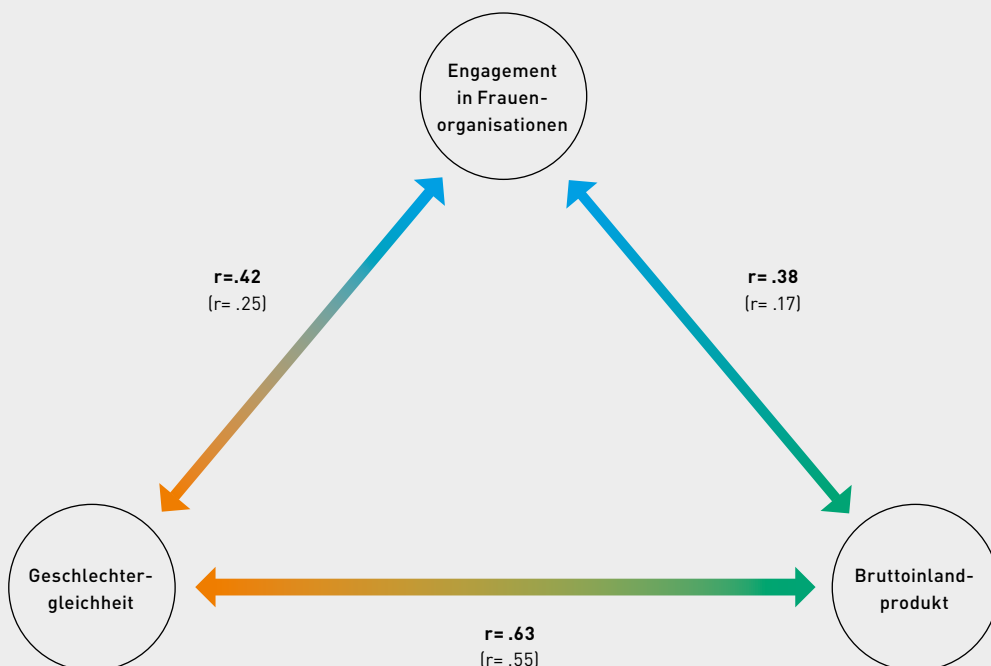 Engagement
in Frauen-
organisationen
r=.42
(r= .25)
r= .38
(r= .17)
Geschlechter-
gleichheit
Bruttoinland-
produkt
r= .63
(r= .55)